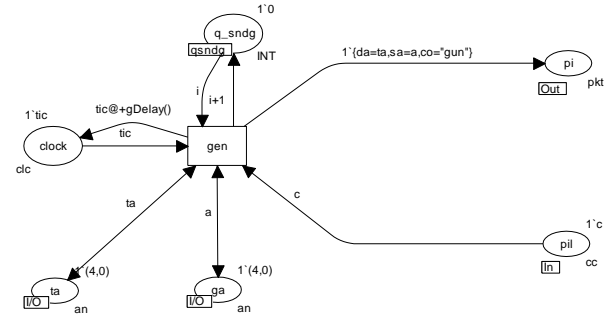 1`0
q_sndg
qsndg
INT
1`{da=ta,sa=a,co="gun"}
pi
Out
pkt
i
i+1
tic@+gDelay()
1`tic
tic
clock
gen
clc
ta
a
c
1`c
pil
In
cc
1`(4,0)
1`(4,0)
ta
I/O
an
ga
I/O
an